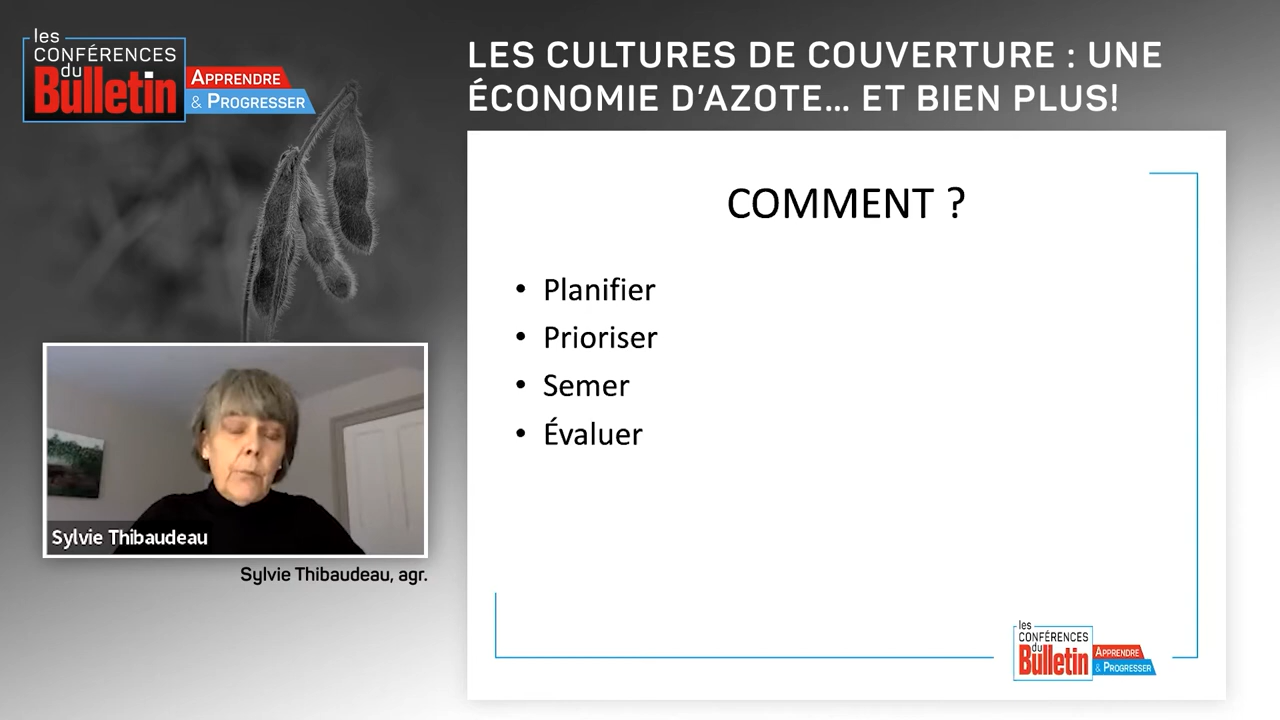 les
CONFÉRENCES
du
Bulletin
APPRENDRE
& PROGRESSER
LES CULTURES DE COUVERTURE : UNE
ÉCONOMIE D'AZOTE... ET BIEN PLUS!
COMMENT ?
• Planifier
• Prioriser
• Semer
• Évaluer
Sylvie Thibaudeau
Sylvie Thibaudeau, agr.
les
CONFÉRENCES
du
Bulletin
APPRENDRE
& PROGRESSER